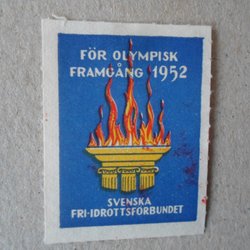 FÖR OLYMPISK
FRAMGÅNG 1952
SVENSKA
FRI-IDROTTSFÖRBUNDET